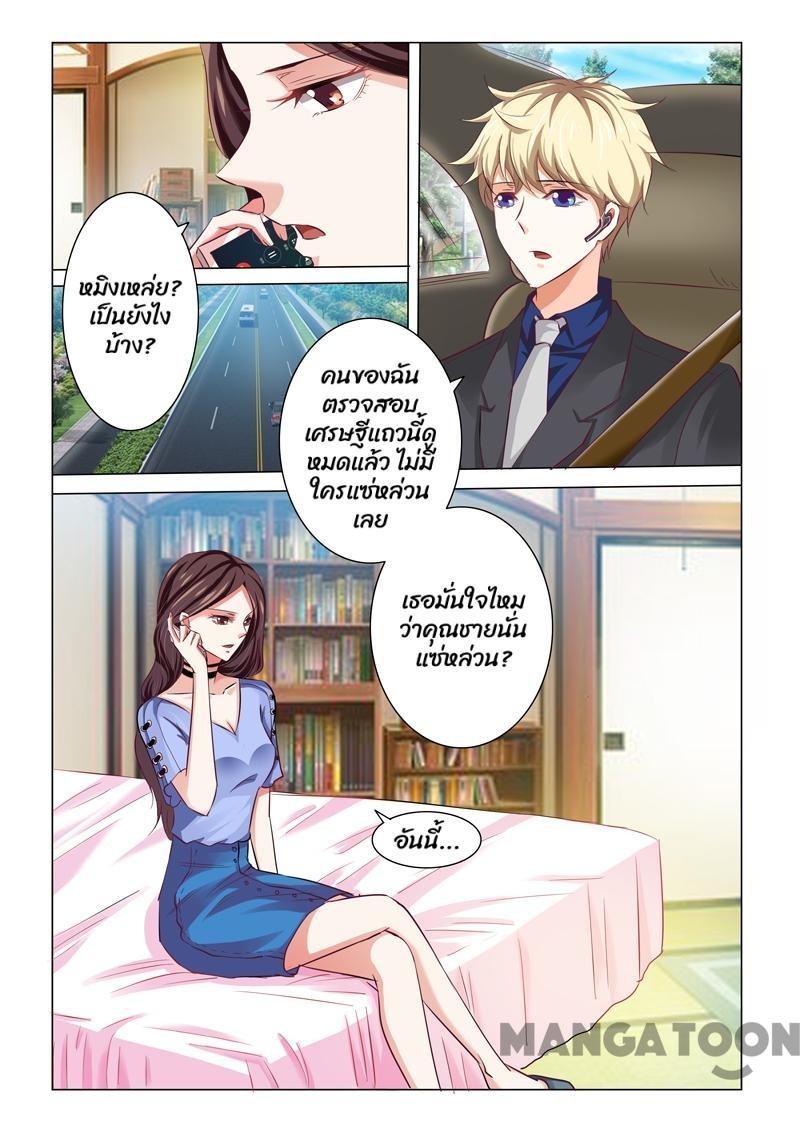 หมิงเหล่ย?
เป็นยังไง
บ้าง?
คนของฉัน
ตรวจสอบ
เศรษฐีแถวนี้ดู
หมดแล้ว ไม่มี
ใครแซ่หล่วน
เลย
เธอมั่นใจไหม
ว่าคุณชายนั่น
แซ่หล่วน?
อันนี้...
MANGATOON